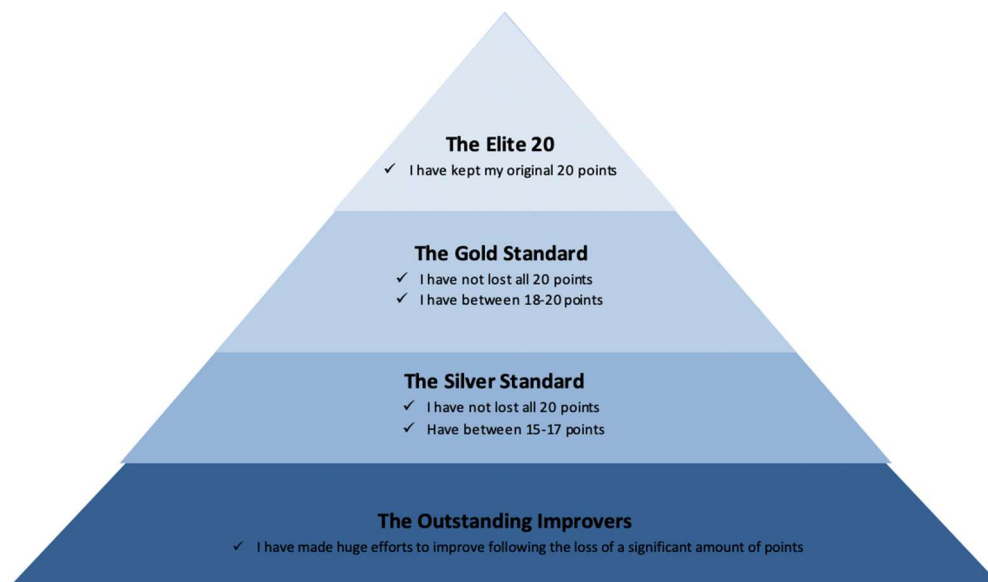 The Elite 20
✓ I have kept my original 20 points
The Gold Standard
✓ I have not lost all 20 points
✓ I have between 18-20 points
The Silver Standard
✓ I have not lost all 20 points
✓ Have between 15-17 points
The Outstanding Improvers
✓ I have made huge efforts to improve following the loss of a significant amount of points